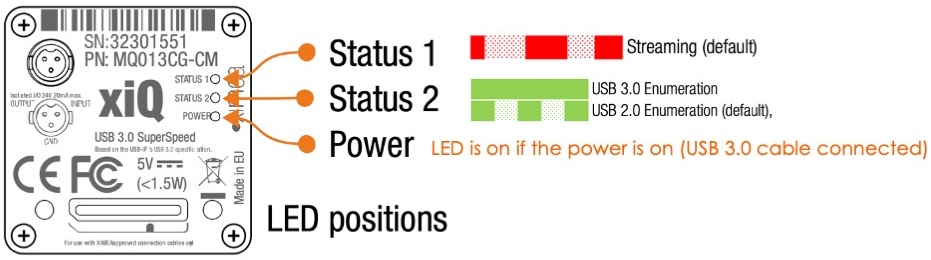 SN:32301551
PN: MQ013CG-CM
STATUS 1
Isolated I/O 24V 20mA max.
OUTPUT
INPUT
xiQ
STATUS 2
POWER
GND
USB 3.0 SuperSpeed
Based on the USB-IF's USB 3.0 specification.
CE FC
5V
(<1.5W)
Made in EU
For use with XIMEA approved connection cables only
Status 1
Streaming (default)
Status 2
USB 3.0 Enumeration
USB 2.0 Enumeration (default),
Power
LED is on if the power is on (USB 3.0 cable connected)
LED positions